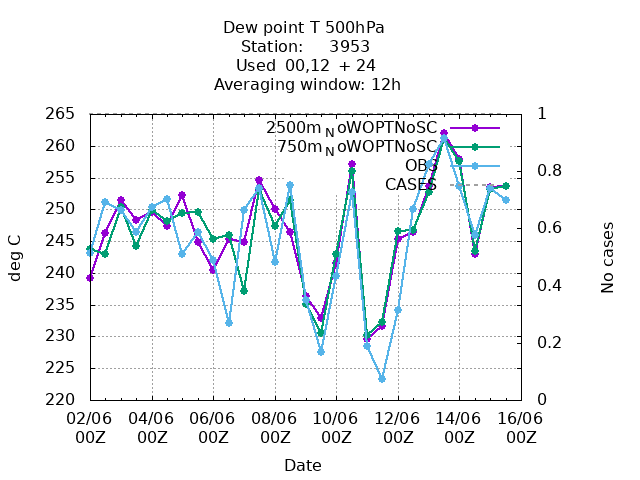 Dew point T 500hPa
Station: 3953
Used 00,12 + 24
Averaging window: 12h
265
260
255
250
245
240
235
230
225
220
deg C
1
0.8
0.6
0.4
0.2
0
No cases
2500m_NoWOPTNoSC
750m_NoWOPTNoSC
OBS
CASES
02/06 04/06 06/06 08/06 10/06 12/06 14/06 16/06
00Z 00Z 00Z 00Z 00Z 00Z 00Z 00Z
Date